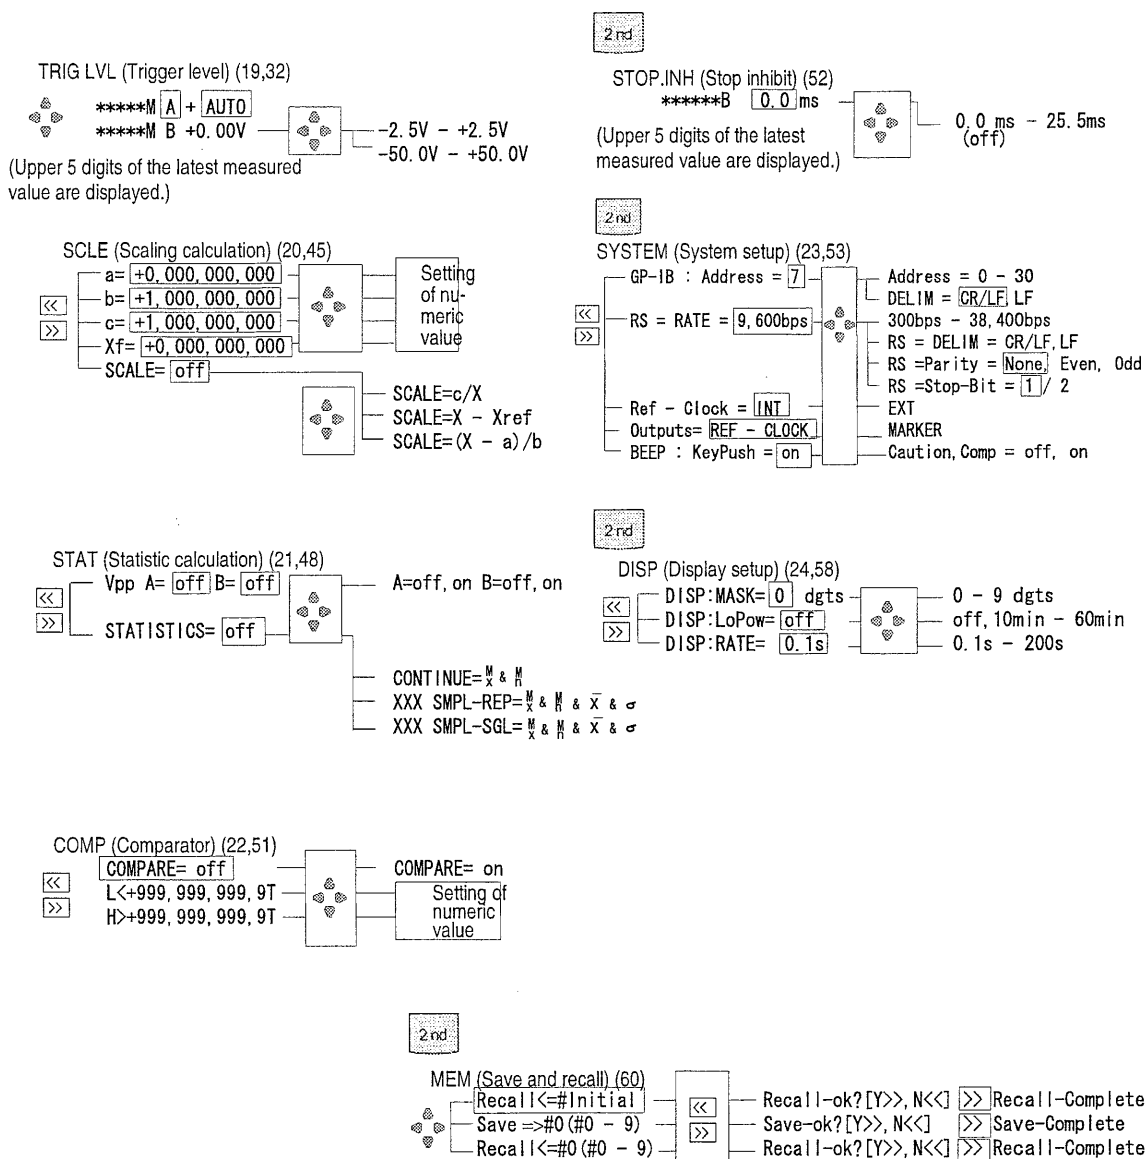 TRIG LVL (Trigger level) (19,32)
*****M A + AUTO
*****M B +0.00V
-2.5V - +2.5V
-50.0V - +50.0V
(Upper 5 digits of the latest measured
value are displayed.)
2nd
STOP.INH (Stop inhibit) (52)
******B 0.0 ms
0.0 ms - 25.5ms
(off)
(Upper 5 digits of the latest
measured value are displayed.)
SCLE (Scaling calculation) (20,45)
<<
>>
a= +0,000,000,000
b= +1,000,000,000
c= +1,000,000,000
Xf= +0,000,000,000
SCALE= off
Setting
of nu-
meric
value
SCALE=c/X
SCALE=X - Xref
SCALE=(X - a)/b
2nd
SYSTEM (System setup) (23,53)
<<
>>
GP-IB : Address = 7
RS = RATE = 9,600bps
Ref - Clock = INT
Outputs= REF - CLOCK
BEEP : KeyPush = on
Address = 0 - 30
DELIM = CR/LF, LF
300bps - 38,400bps
RS = DELIM = CR/LF,LF
RS =Parity = None, Even, Odd
RS =Stop-Bit = 1 / 2
EXT
MARKER
Caution,Comp = off, on
STAT (Statistic calculation) (21,48)
<<
>>
Vpp A= off B= off
STATISTICS= off
A=off, on B=off, on
CONTINUE=M/x & M/n
XXX SMPL-REP=M/x & M/n & x̄ & σ
XXX SMPL-SGL=M/x & M/n & x̄ & σ
2nd
DISP (Display setup) (24,58)
<<
>>
DISP:MASK= 0 dgts
DISP:LoPow= off
DISP:RATE= 0.1s
0 - 9 dgts
off, 10min - 60min
0.1s - 200s
COMP (Comparator) (22,51)
<<
>>
COMPARE= off
L<+999,999,999,9T
H>+999,999,999,9T
COMPARE= on
Setting of
numeric
value
2nd
MEM (Save and recall) (60)
Recall<=#Initial
Save =>#0(#0 - 9)
Recall<=#0(#0 - 9)
<<
>>
Recall-ok?[Y>>, N<<] >> Recall-Complete
Save-ok?[Y>>, N<<] >> Save-Complete
Recall-ok?[Y>>, N<<] >> Recall-Complete